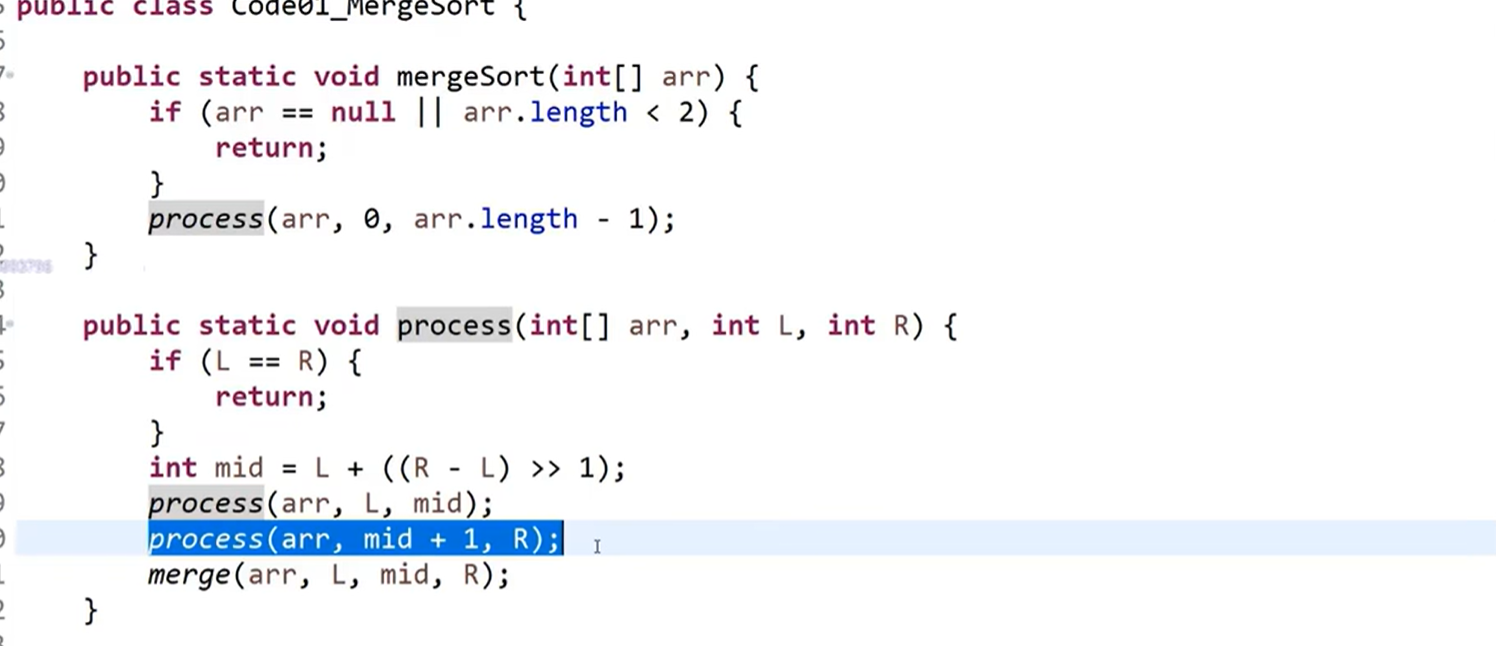 public class Code01_MergeSort {
public static void mergeSort(int[] arr) {
if (arr == null || arr.length < 2) {
return;
}
process(arr, 0, arr.length - 1);
}
public static void process(int[] arr, int L, int R) {
if (L == R) {
return;
}
int mid = L + ((R - L) >> 1);
process(arr, L, mid);
process(arr, mid + 1, R);
merge(arr, L, mid, R);
}